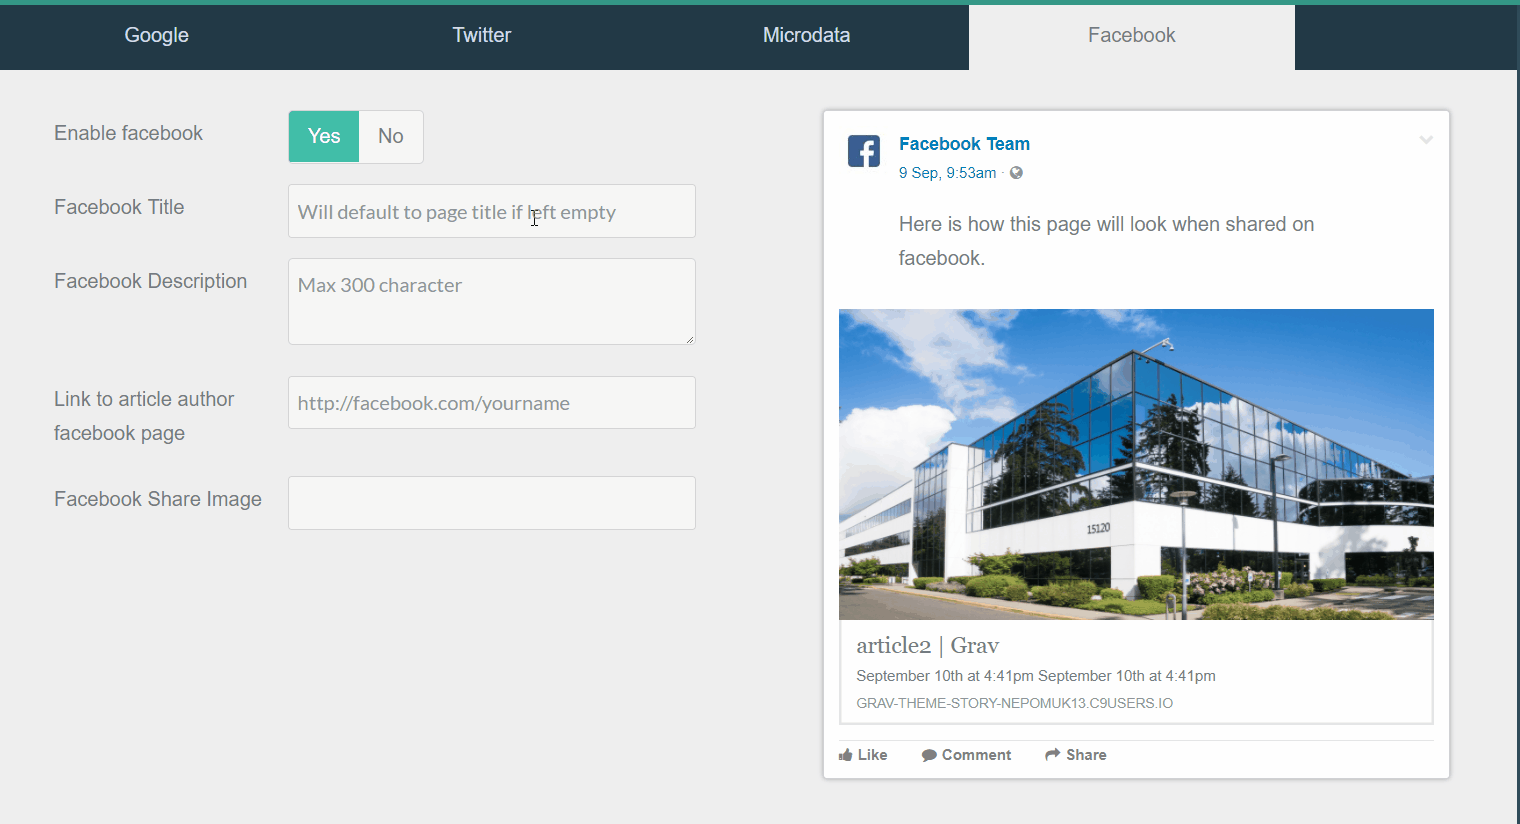 Google
Twitter
Microdata
Facebook
Enable facebook
Yes
No
Facebook Title
Will default to page title if left empty
Facebook Description
Max 300 character
Link to article author
facebook page
http://facebook.com/yourname
Facebook Share Image
Facebook Team
9 Sep, 9:53am ·
Here is how this page will look when shared on
facebook.
15120
article2 | Grav
September 10th at 4:41pm September 10th at 4:41pm
GRAV-THEME-STORY-NEPOMUK13.C9USERS.IO
Like
Comment
Share